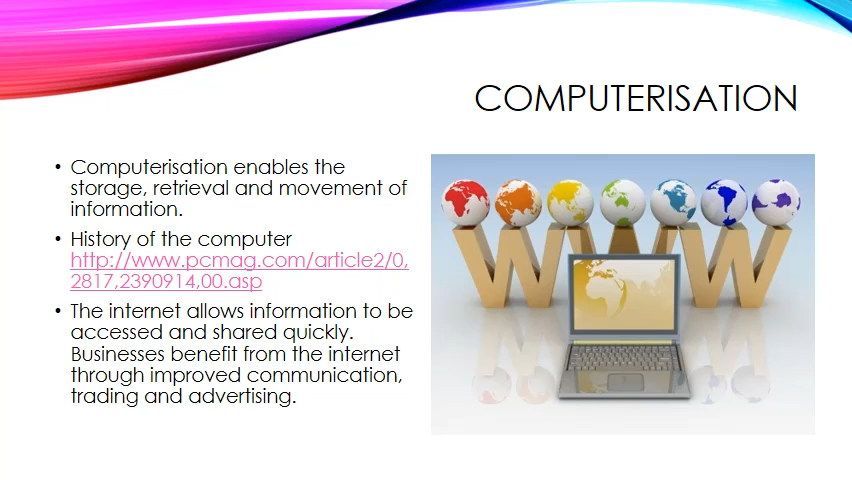 COMPUTERISATION
• Computerisation enables the
storage, retrieval and movement of
information.
• History of the computer
http://www.pcmag.com/article2/0,
2817,2390914,00.asp
• The internet allows information to be
accessed and shared quickly.
Businesses benefit from the internet
through improved communication,
trading and advertising.
WWW